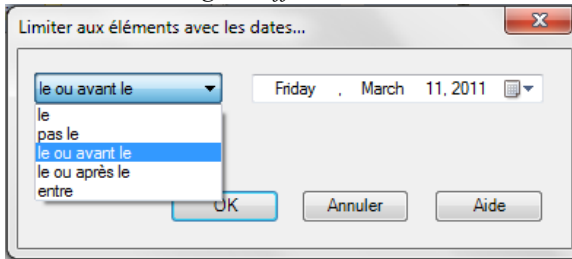 Limiter aux éléments avec les dates...
le ou avant le Friday , March 11, 2011
le
pas le
le ou avant le
le ou après le
entre
OK Annuler Aide